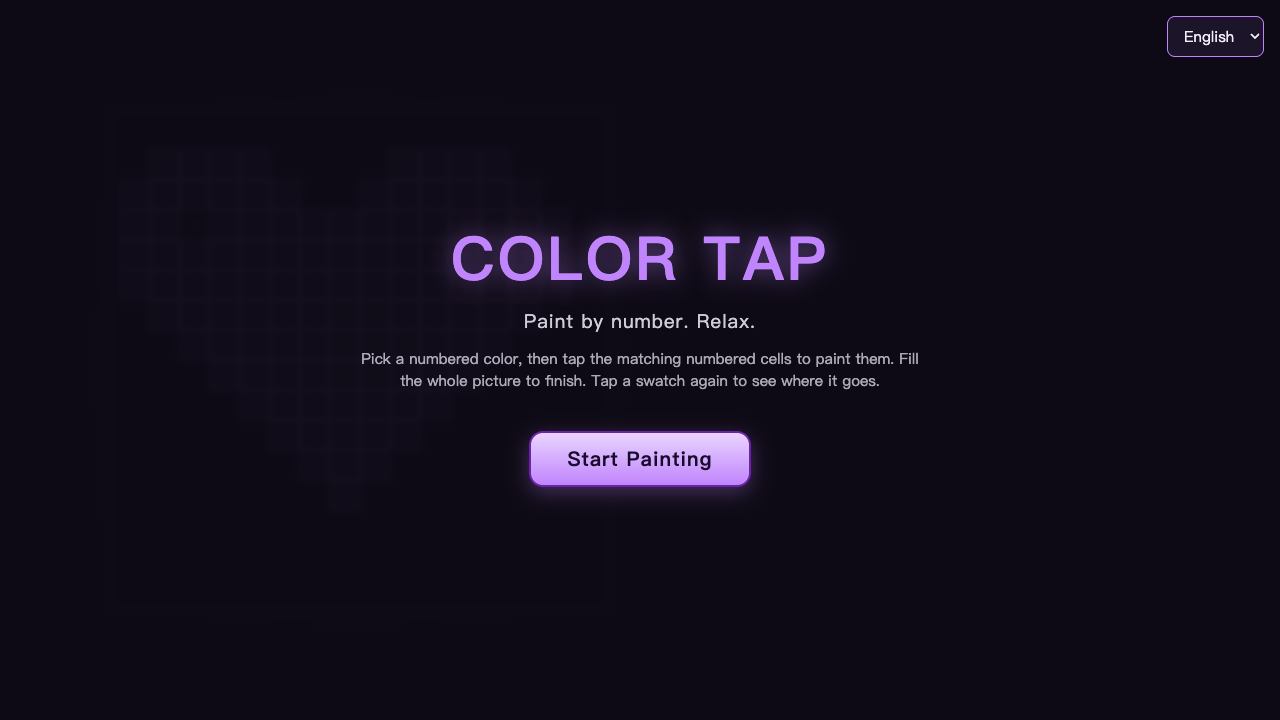 English
COLOR TAP
Paint by number. Relax.
Pick a numbered color, then tap the matching numbered cells to paint them. Fill
the whole picture to finish. Tap a swatch again to see where it goes.
Start Painting